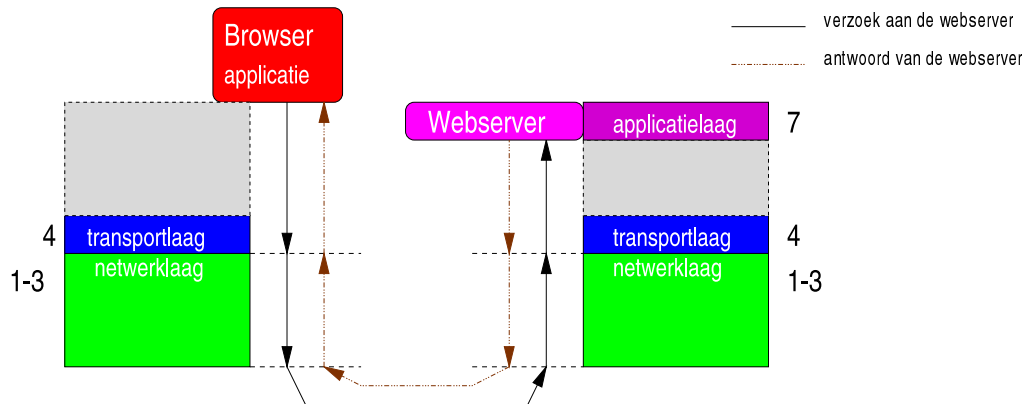 Browser
applicatie
verzoek aan de webserver
antwoord van de webserver
Webserver
applicatielaag
7
4
transportlaag
transportlaag
4
1-3
netwerklaag
netwerklaag
1-3